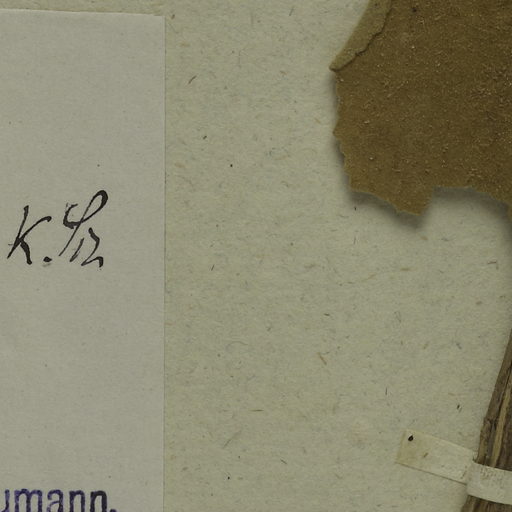 K. Sch
umann.